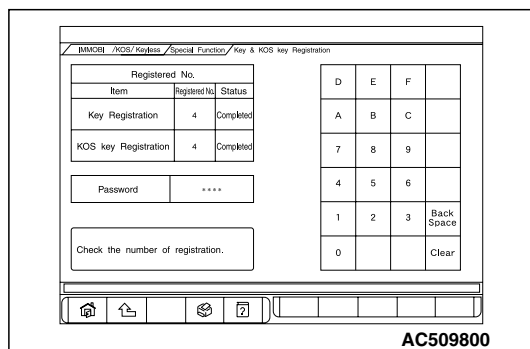 IMMOBI /KOS/ Keyless /Special Function/ Key & KOS key Registration
Registered No.
Item Registered No. Status
Key Registration 4 Completed
KOS key Registration 4 Completed
Password ****
Check the number of registration.
D E F
A B C
7 8 9
4 5 6
1 2 3 Back Space
0 Clear
?
AC509800